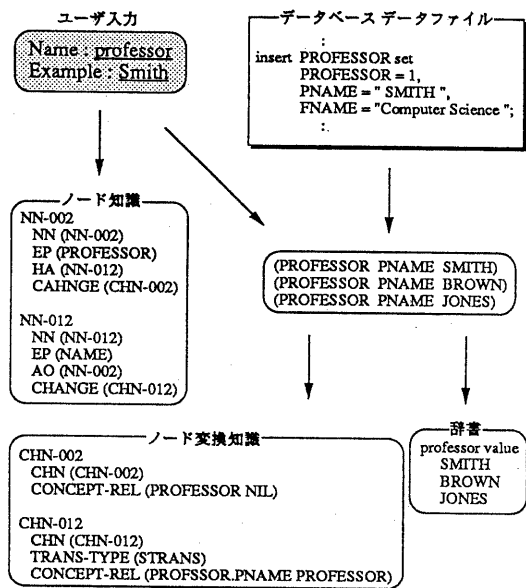 ユーザ入力
Name : professor
Example : Smith
データベース データファイル
:
insert PROFESSOR set
PROFESSOR = 1,
PNAME = " SMITH ",
FNAME = "Computer Science ";
:
ノード知識
NN-002
NN (NN-002)
EP (PROFESSOR)
HA (NN-012)
CAHNGE (CHN-002)
NN-012
NN (NN-012)
EP (NAME)
AO (NN-002)
CHANGE (CHN-012)
(PROFESSOR PNAME SMITH)
(PROFESSOR PNAME BROWN)
(PROFESSOR PNAME JONES)
ノード変換知識
CHN-002
CHN (CHN-002)
CONCEPT-REL (PROFESSOR NIL)
CHN-012
CHN (CHN-012)
TRANS-TYPE (STRANS)
CONCEPT-REL (PROFSSOR.PNAME PROFESSOR)
辞書
professor value
SMITH
BROWN
JONES